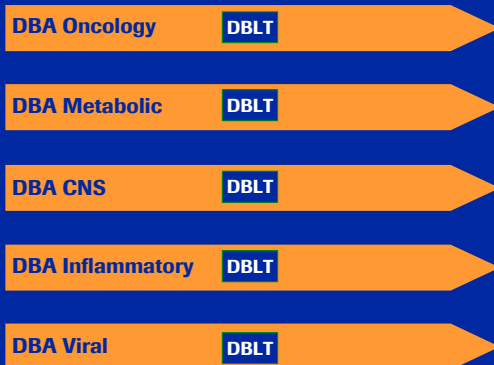 DBA Oncology DBLT
DBA Metabolic DBLT
DBA CNS DBLT
DBA Inflammatory DBLT
DBA Viral DBLT